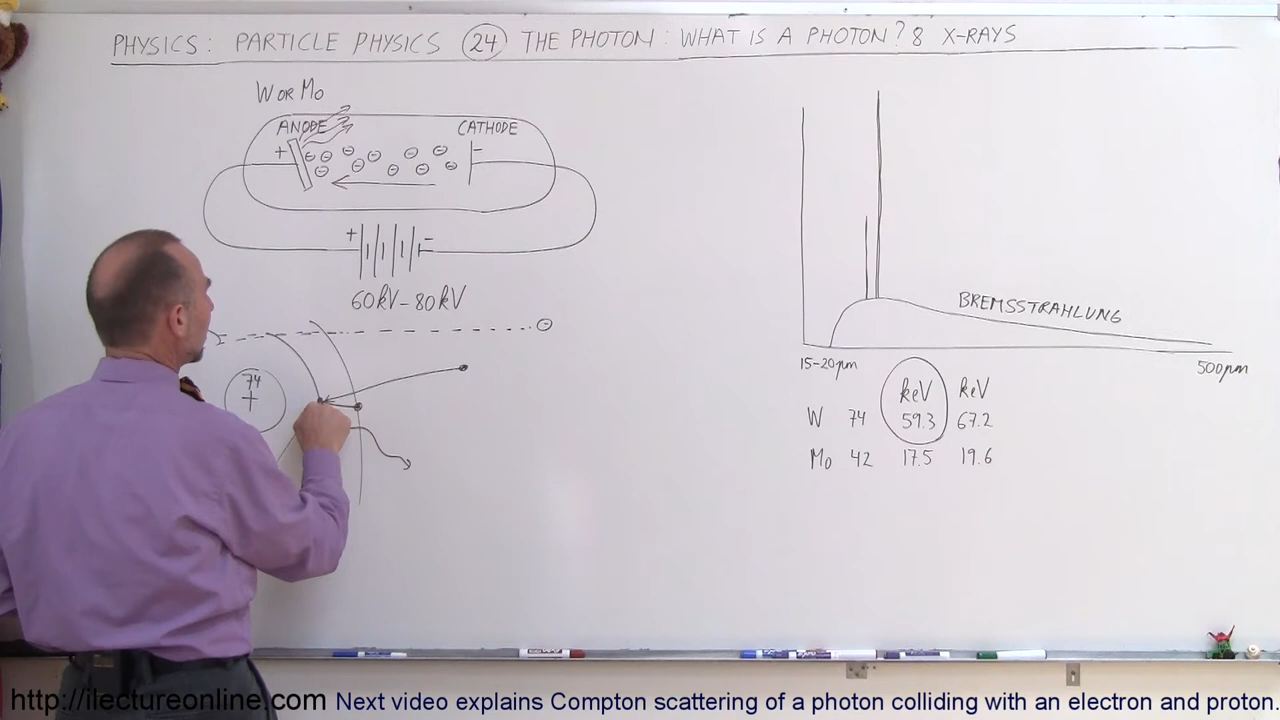 PHYSICS: PARTICLE PHYSICS 24 THE PHOTON: WHAT IS A PHOTON? 8 X-RAYS
W OR Mo
ANODE
CATHODE
+
-
+
-
60kV-80kV
-
74
+
BREMSSTRAHLUNG
15-20pm
500pm
keV keV
W 74 59.3 67.2
Mo 42 17.5 19.6
http://ilectureonline.com Next video explains Compton scattering of a photon colliding with an electron and proton.